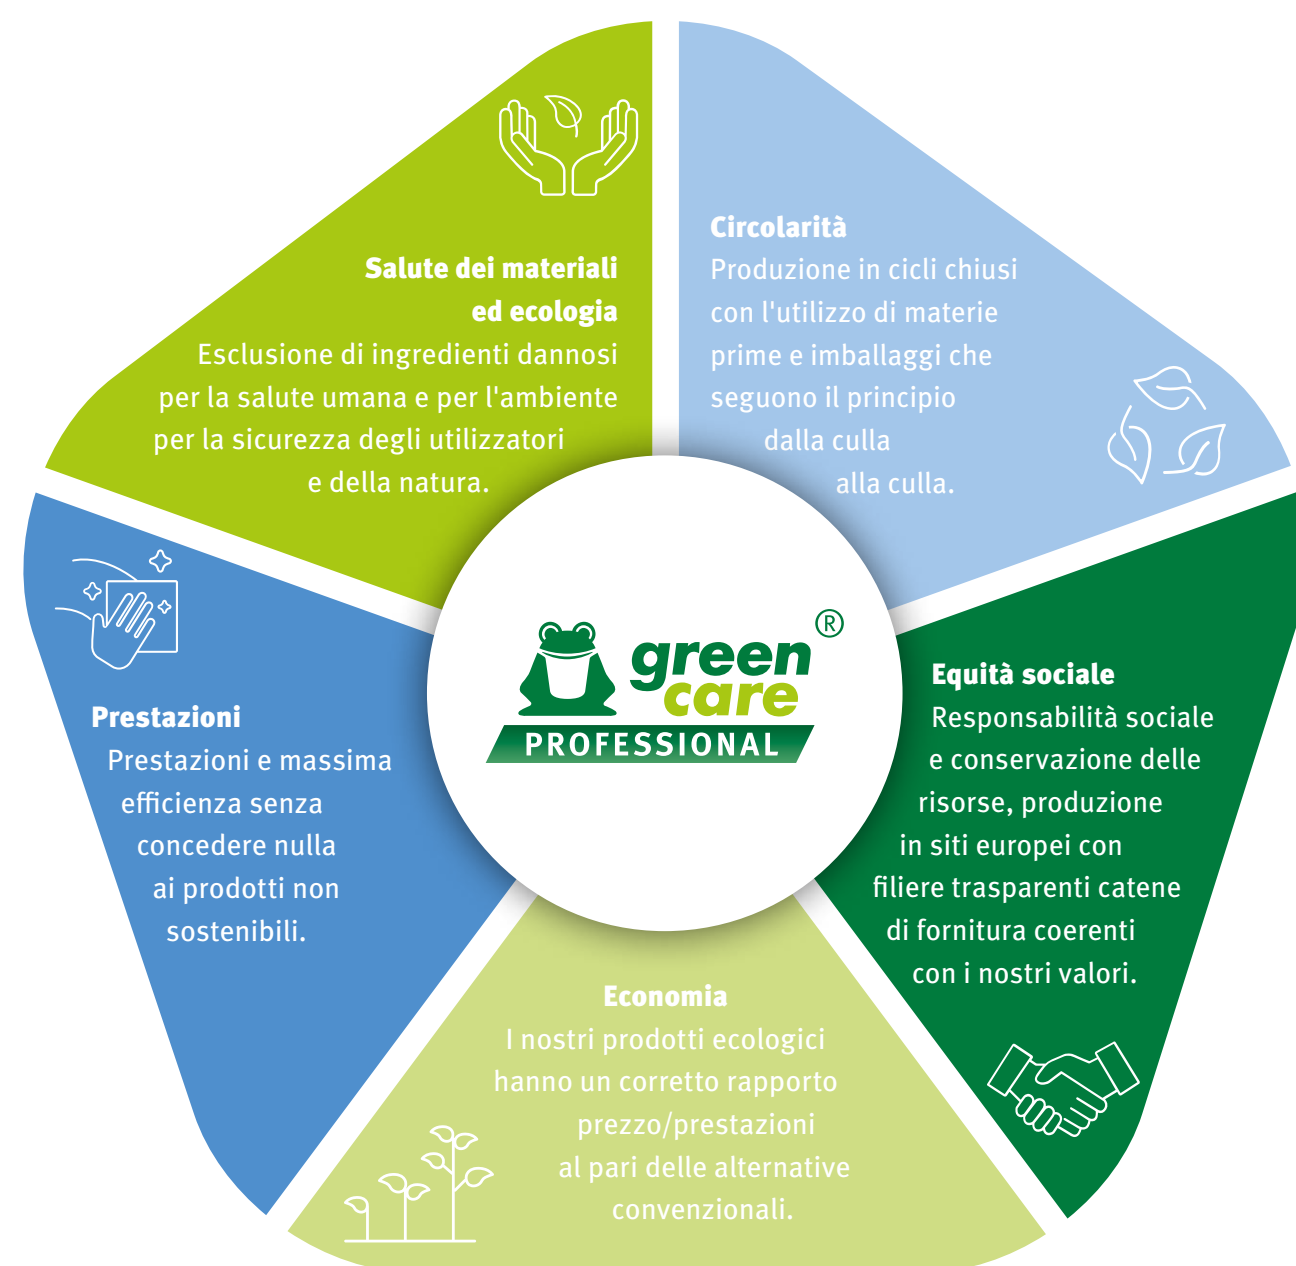 Salute dei materiali
ed ecologia
Esclusione di ingredienti dannosi
per la salute umana e per l'ambiente
per la sicurezza degli utilizzatori
e della natura.
Circolarità
Produzione in cicli chiusi
con l'utilizzo di materie
prime e imballaggi che
seguono il principio
dalla culla
alla culla.
Equità sociale
Responsabilità sociale
e conservazione delle
risorse, produzione
in siti europei con
filiere trasparenti catene
di fornitura coerenti
con i nostri valori.
Economia
I nostri prodotti ecologici
hanno un corretto rapporto
prezzo/prestazioni
al pari delle alternative
convenzionali.
Prestazioni
Prestazioni e massima
efficienza senza
concedere nulla
ai prodotti non
sostenibili.
green ®
care
PROFESSIONAL